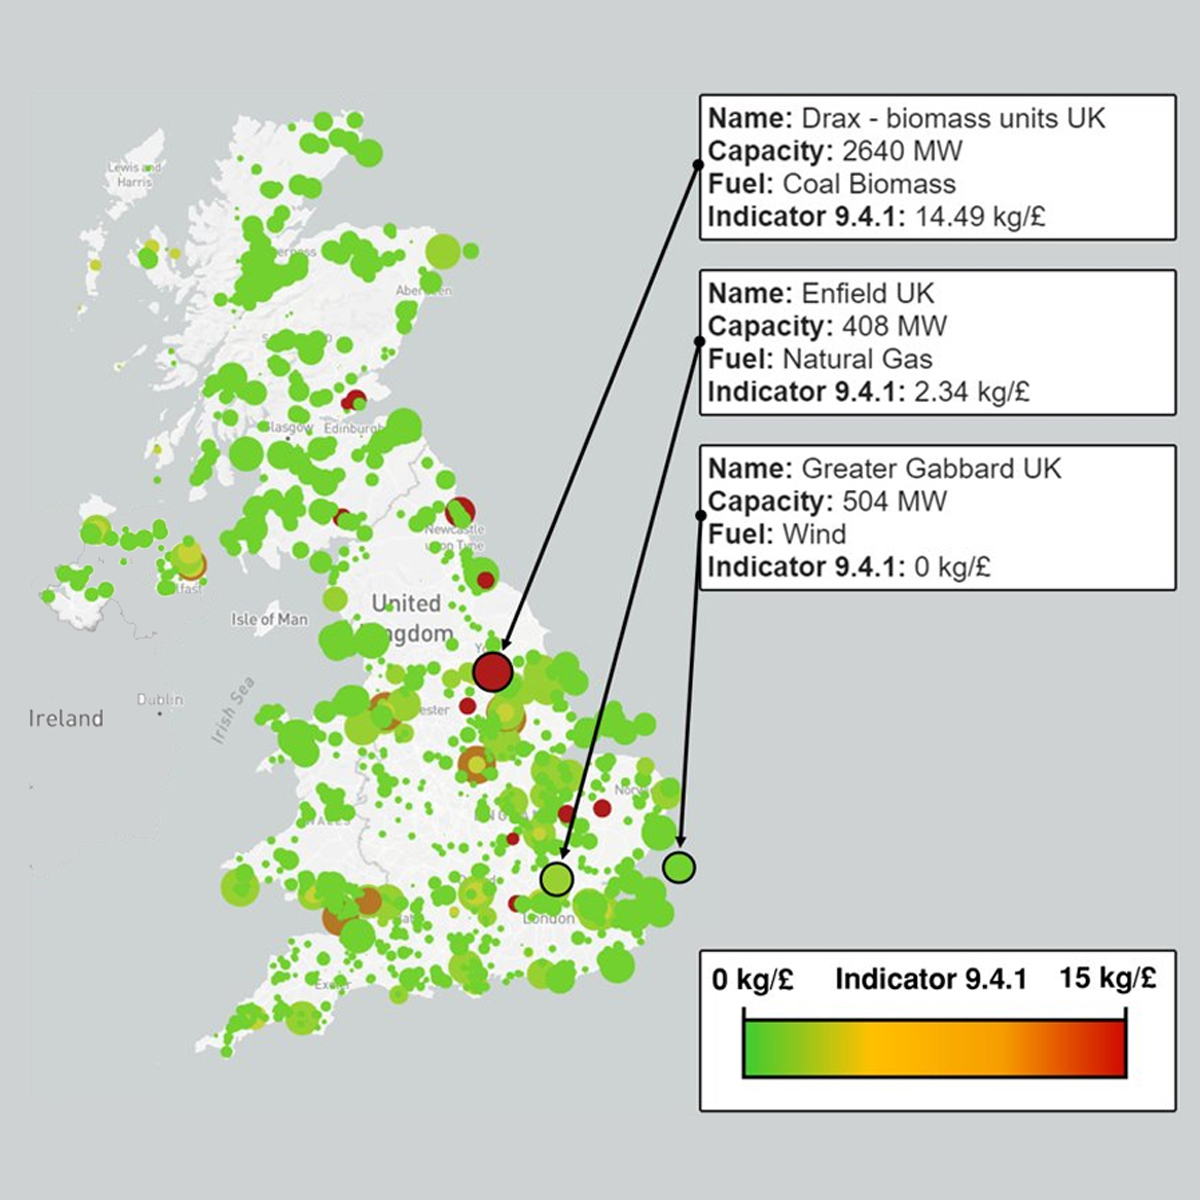 Name: Drax - biomass units UK
Capacity: 2640 MW
Fuel: Coal Biomass
Indicator 9.4.1: 14.49 kg/£
Name: Enfield UK
Capacity: 408 MW
Fuel: Natural Gas
Indicator 9.4.1: 2.34 kg/£
Name: Greater Gabbard UK
Capacity: 504 MW
Fuel: Wind
Indicator 9.4.1: 0 kg/£
Lewis and
Harris
Edinburgh
Newcastle
upon Tyne
Isle of Man
United
Dublin
Ireland
Irish Sea
London
0 kg/£ Indicator 9.4.1 15 kg/£